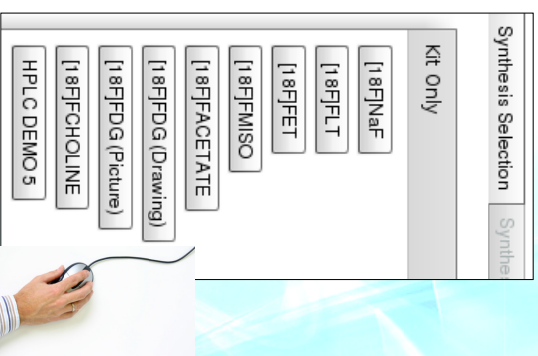 Synthesis Selection
Synthe
Kit Only
[18F]NaF
[18F]FLT
[18F]FET
[18F]FMISO
[18F]FACETATE
[18F]FDG (Drawing)
[18F]FDG (Picture)
[18F]FCHOLINE
HPLC DEMO 5